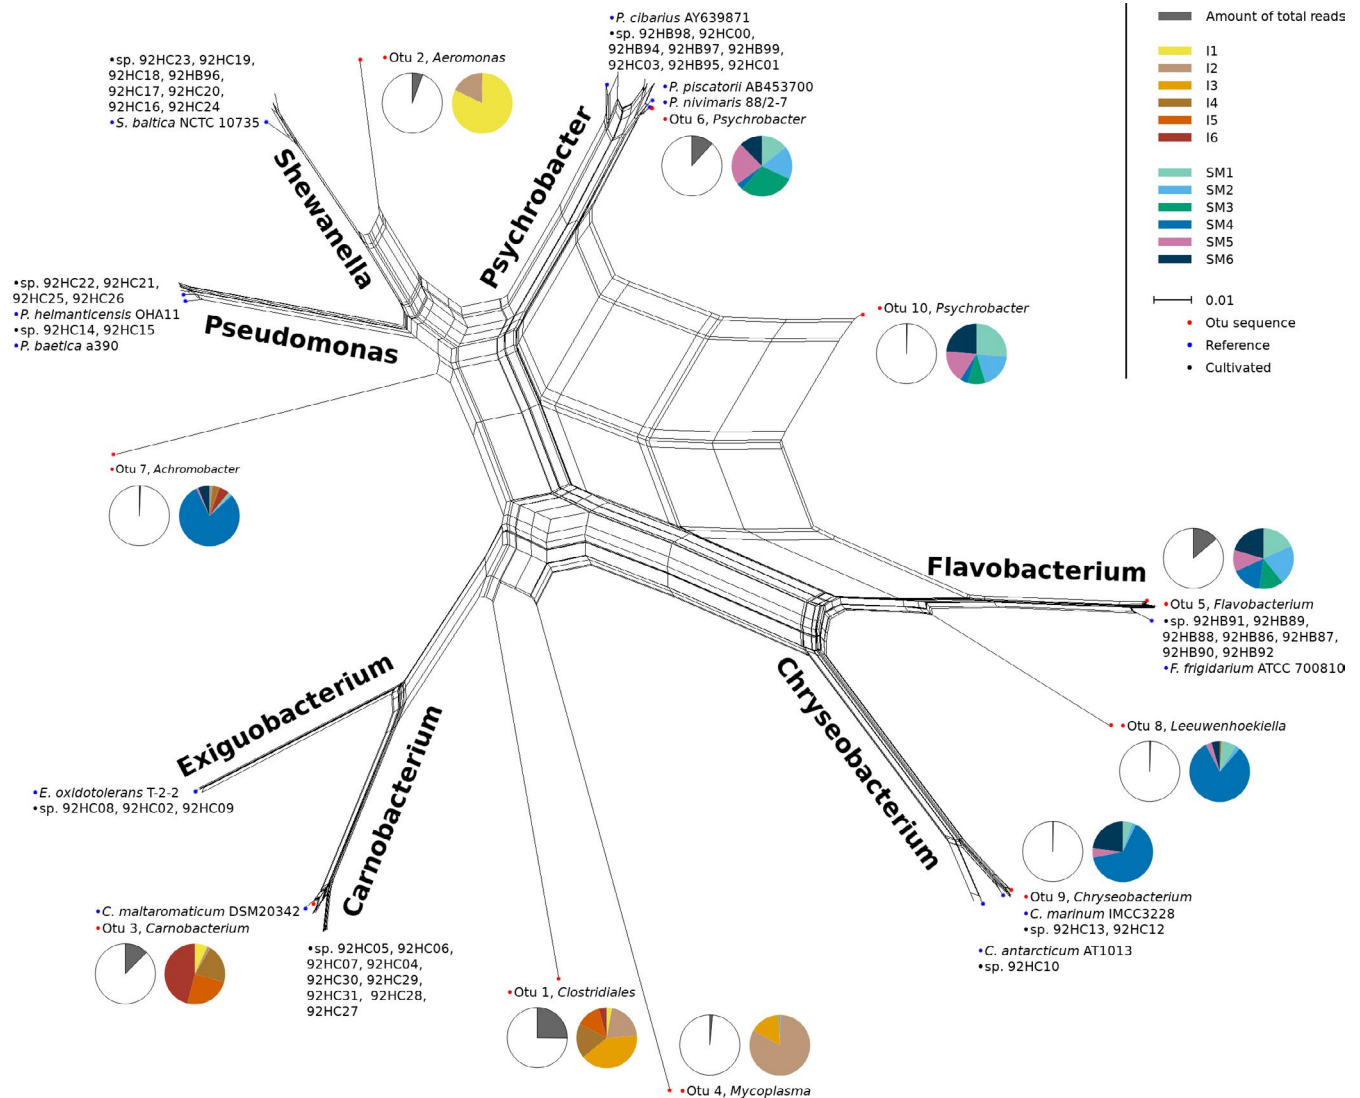 •P. cibarius AY639871
•sp. 92HB98, 92HC00,
92HB94, 92HB97, 92HB99,
92HC03, 92HB95, 92HC01
•P. piscatorii AB453700
•P. nivimaris 88/2-7
•Otu 6, Psychrobacter
•Otu 2, Aeromonas
•sp. 92HC23, 92HC19,
92HC18, 92HB96,
92HC17, 92HC20,
92HC16, 92HC24
•S. baltica NCTC 10735
Shewanella
Psychrobacter
•sp. 92HC22, 92HC21,
92HC25, 92HC26
•P. helmanticensis OHA11
•sp. 92HC14, 92HC15
•P. baetica a390
Pseudomonas
•Otu 10, Psychrobacter
•Otu 7, Achromobacter
Flavobacterium
•Otu 5, Flavobacterium
•sp. 92HB91, 92HB89,
92HB88, 92HB86, 92HB87,
92HB90, 92HB92
•F. frigidarium ATCC 700810
•Otu 8, Leeuwenhoekiella
Chryseobacterium
•Otu 9, Chryseobacterium
•C. marinum IMCC3228
•sp. 92HC13, 92HC12
•C. antarcticum AT1013
•sp. 92HC10
Exiguobacterium
•E. oxidotolerans T-2-2
•sp. 92HC08, 92HC02, 92HC09
Carnobacterium
•C. maltaromaticum DSM20342
•Otu 3, Carnobacterium
•sp. 92HC05, 92HC06,
92HC07, 92HC04,
92HC30, 92HC29,
92HC31, 92HC28,
92HC27
•Otu 1, Clostridiales
•Otu 4, Mycoplasma
Amount of total reads
I1
I2
I3
I4
I5
I6
SM1
SM2
SM3
SM4
SM5
SM6
0.01
• Otu sequence
• Reference
• Cultivated